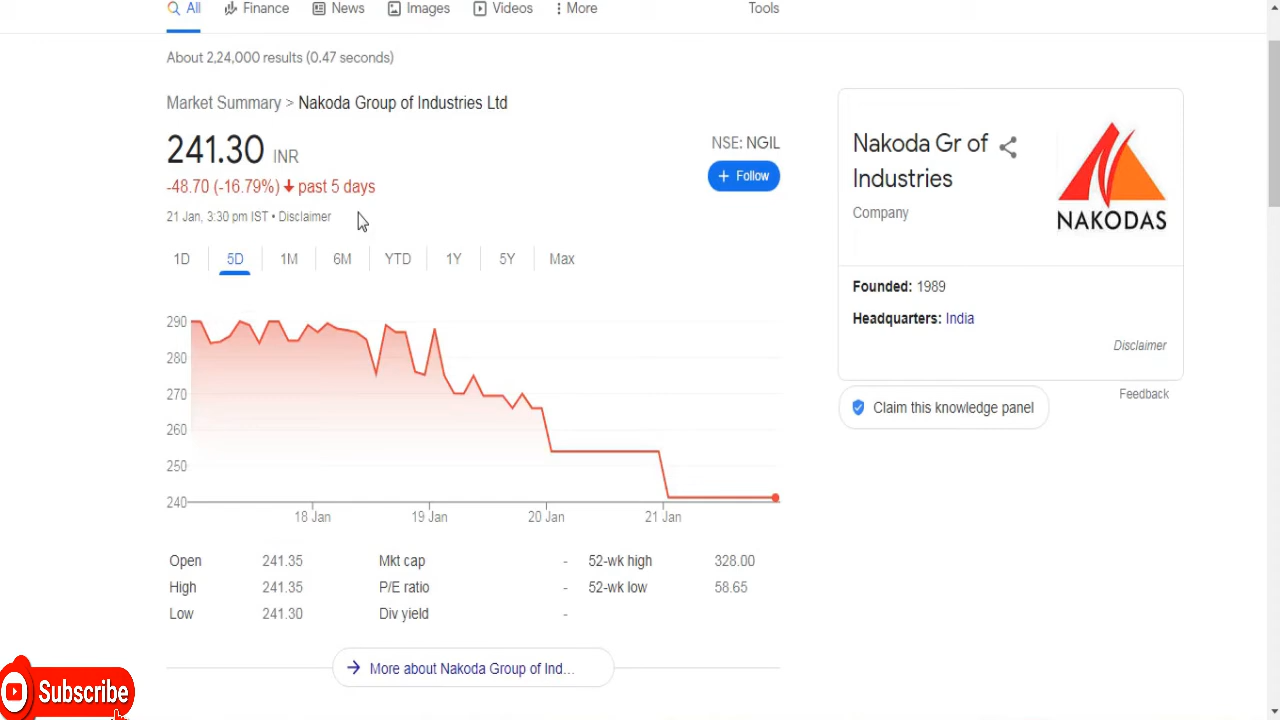 All Finance News Images Videos More Tools
About 2,24,000 results (0.47 seconds)
Market Summary > Nakoda Group of Industries Ltd
241.30 INR
NSE: NGIL
-48.70 (-16.79%) past 5 days
+ Follow
21 Jan, 3:30 pm IST • Disclaimer
1D 5D 1M 6M YTD 1Y 5Y Max
290
280
270
260
250
240
18 Jan 19 Jan 20 Jan 21 Jan
Open 241.35 Mkt cap - 52-wk high 328.00
High 241.35 P/E ratio - 52-wk low 58.65
Low 241.30 Div yield -
More about Nakoda Group of Ind...
Nakoda Gr of
Industries
Company
NAKODAS
Founded: 1989
Headquarters: India
Disclaimer
Feedback
Claim this knowledge panel
Subscribe